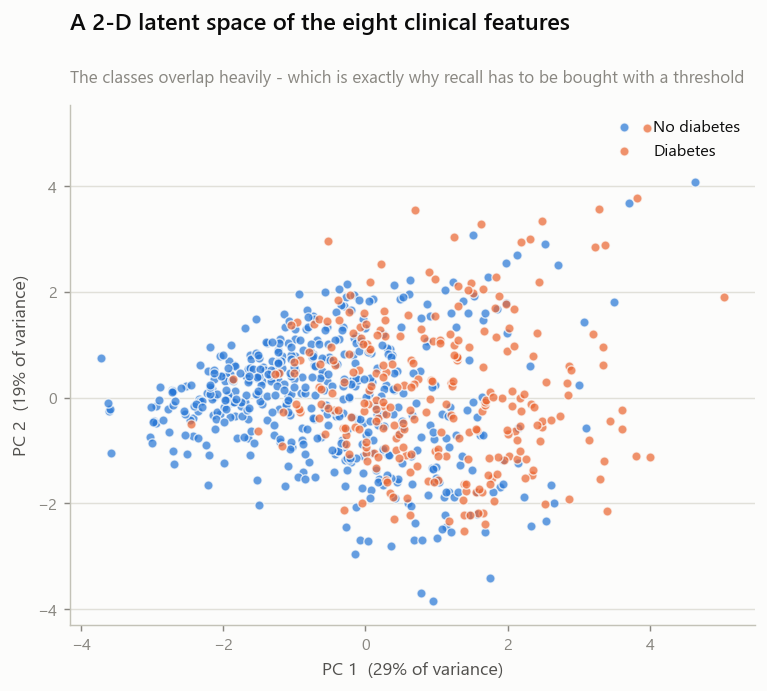 A 2-D latent space of the eight clinical features
The classes overlap heavily - which is exactly why recall has to be bought with a threshold
No diabetes
Diabetes
4
2
0
−2
−4
PC 2 (19% of variance)
−4
−2
0
2
4
PC 1 (29% of variance)